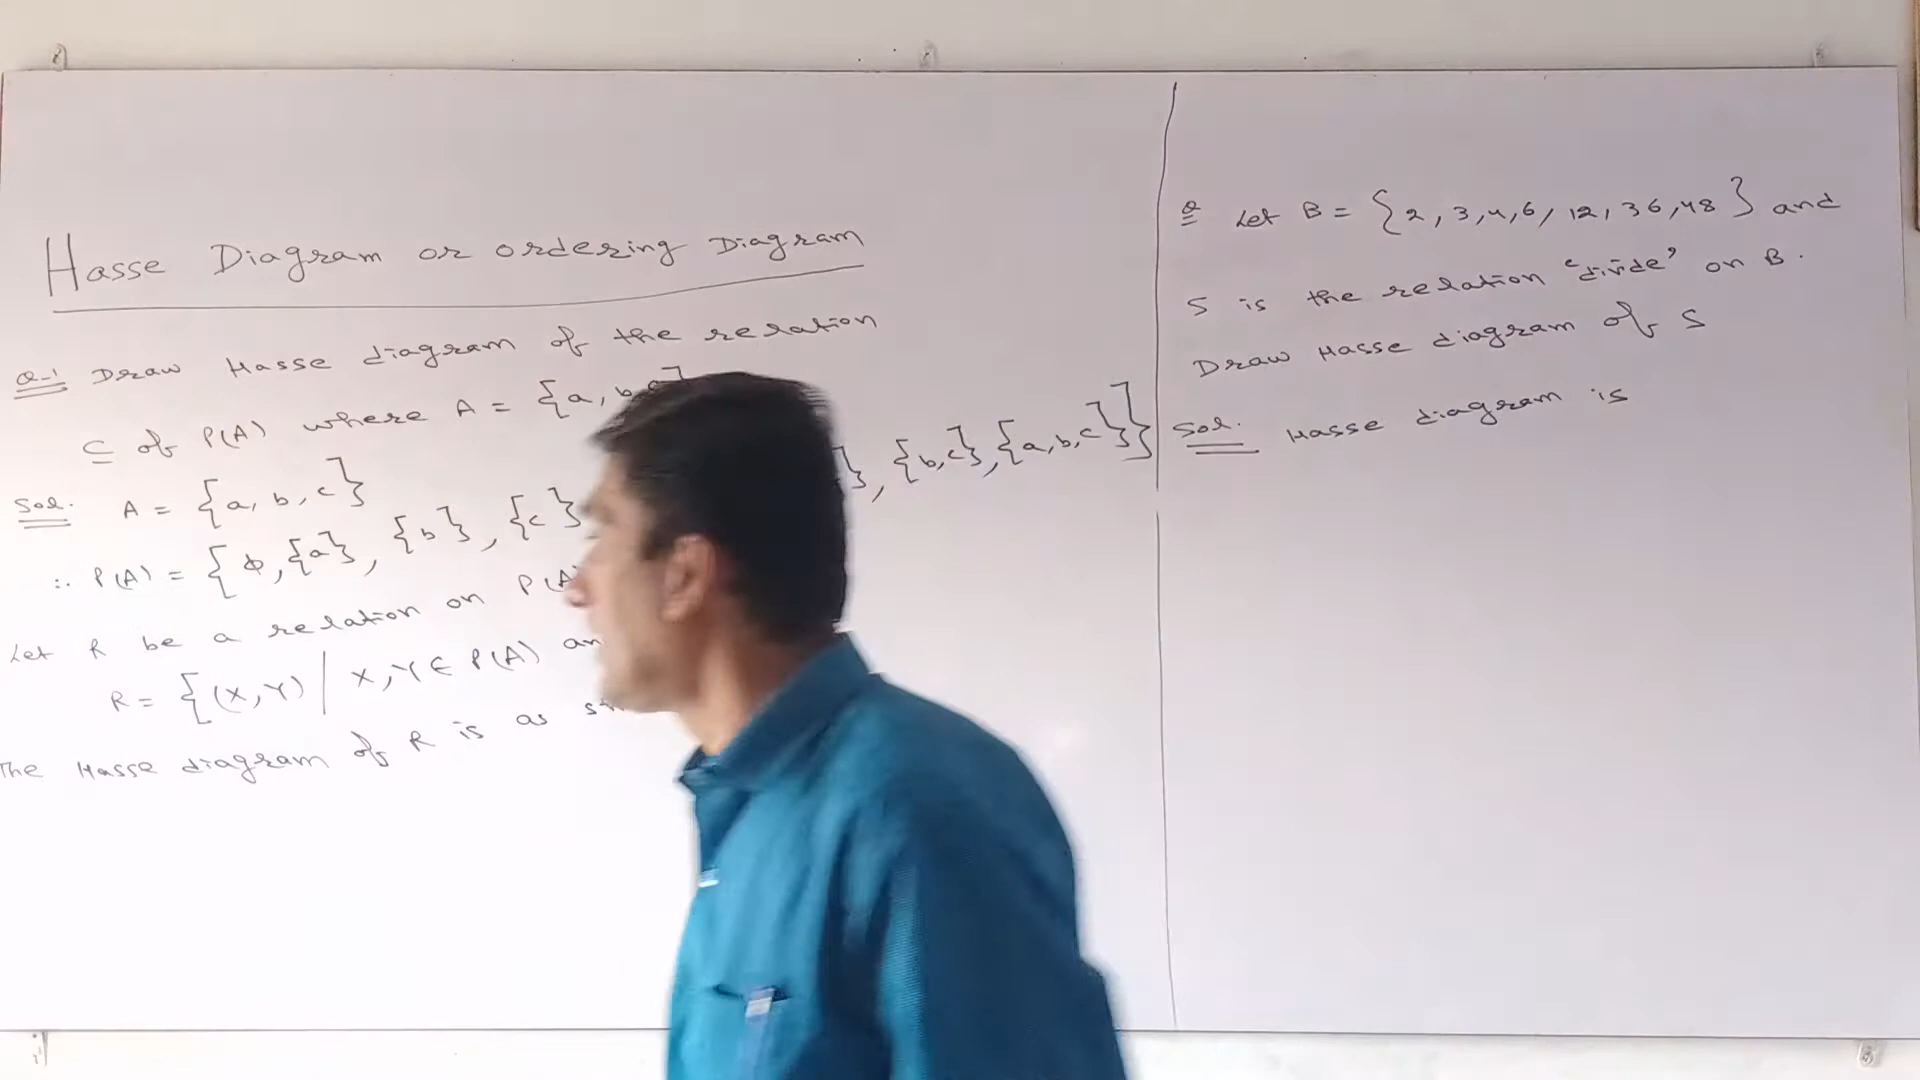 Hasse Diagram or ordering Diagram
Q-1 Draw Hasse diagram of the relation
⊆ of P(A) where A = {a, b, c}
Sol. A = {a, b, c}
∴ P(A) = { ϕ, {a}, {b}, {c} }, {b,c}, {a,b,c}}
Let R be a relation on P(A)
R = {(X,Y) | X,Y ∈ P(A) an
The Hasse diagram of R is as
Q Let B = {2, 3, 4, 6, 12, 36, 48} and
S is the relation ‘divide’ on B.
Draw Hasse diagram of S
Sol. Hasse diagram is